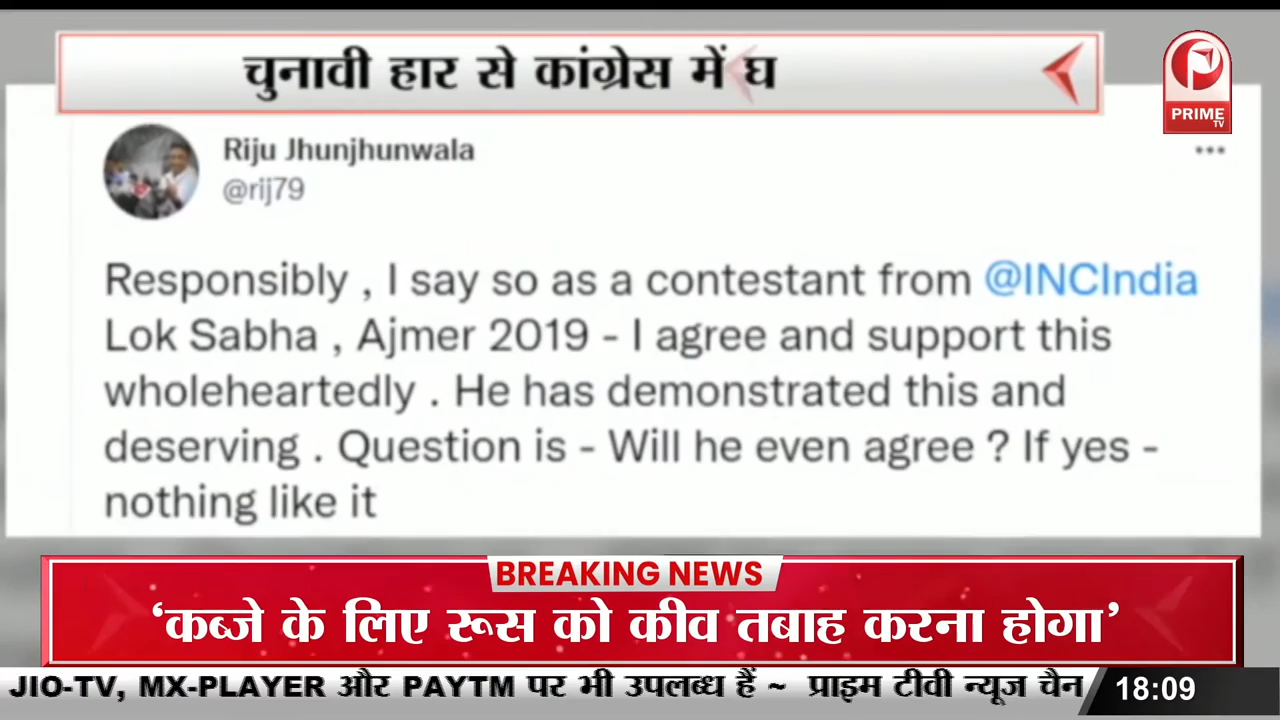 चुनावी हार से कांग्रेस में घ
PRIME
TV
Riju Jhunjhunwala
@rij79
Responsibly , I say so as a contestant from @INCIndia
Lok Sabha , Ajmer 2019 - I agree and support this
wholeheartedly . He has demonstrated this and
deserving . Question is - Will he even agree ? If yes -
nothing like it
BREAKING NEWS
‘कब्जे के लिए रूस को कीव तबाह करना होगा’
JIO-TV, MX-PLAYER और PAYTM पर भी उपलब्ध हैं ~ प्राइम टीवी न्यूज चैन
18:09